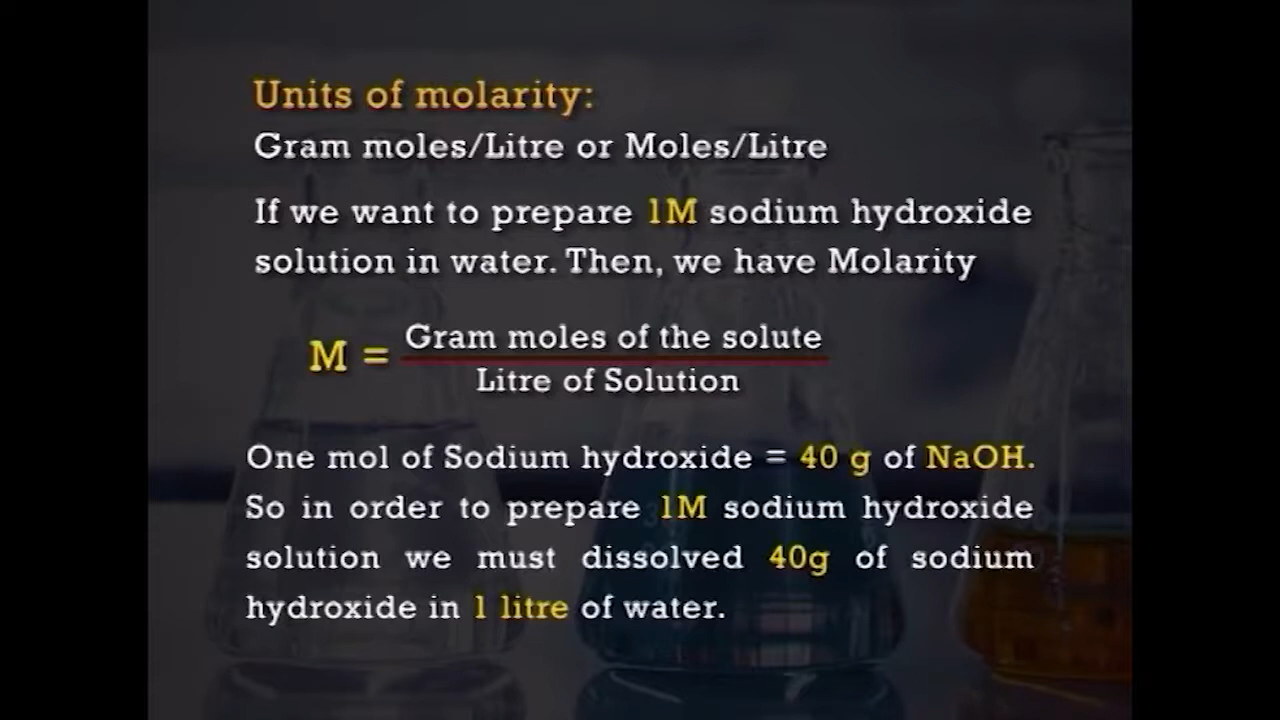 Units of molarity:
Gram moles/Litre or Moles/Litre
If we want to prepare 1M sodium hydroxide
solution in water. Then, we have Molarity
M = Gram moles of the solute
Litre of Solution
One mol of Sodium hydroxide = 40 g of NaOH.
So in order to prepare 1M sodium hydroxide
solution we must dissolved 40g of sodium
hydroxide in 1 litre of water.